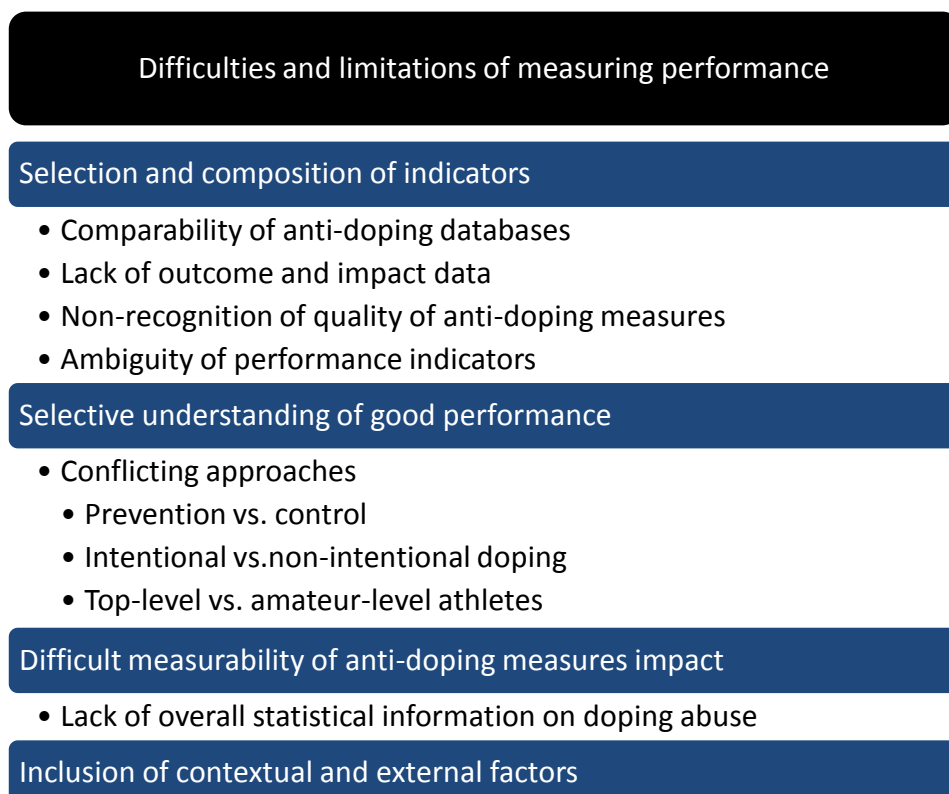 Difficulties and limitations of measuring performance
Selection and composition of indicators
• Comparability of anti-doping databases
• Lack of outcome and impact data
• Non-recognition of quality of anti-doping measures
• Ambiguity of performance indicators
Selective understanding of good performance
• Conflicting approaches
• Prevention vs. control
• Intentional vs.non-intentional doping
• Top-level vs. amateur-level athletes
Difficult measurability of anti-doping measures impact
• Lack of overall statistical information on doping abuse
Inclusion of contextual and external factors